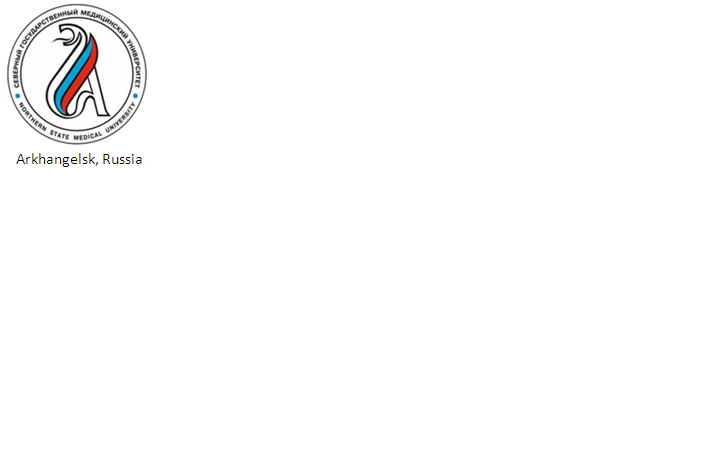 СЕВЕРНЫЙ ГОСУДАРСТВЕННЫЙ МЕДИЦИНСКИЙ УНИВЕРСИТЕТ
NORTHERN STATE MEDICAL UNIVERSITY
Arkhangelsk, Russia